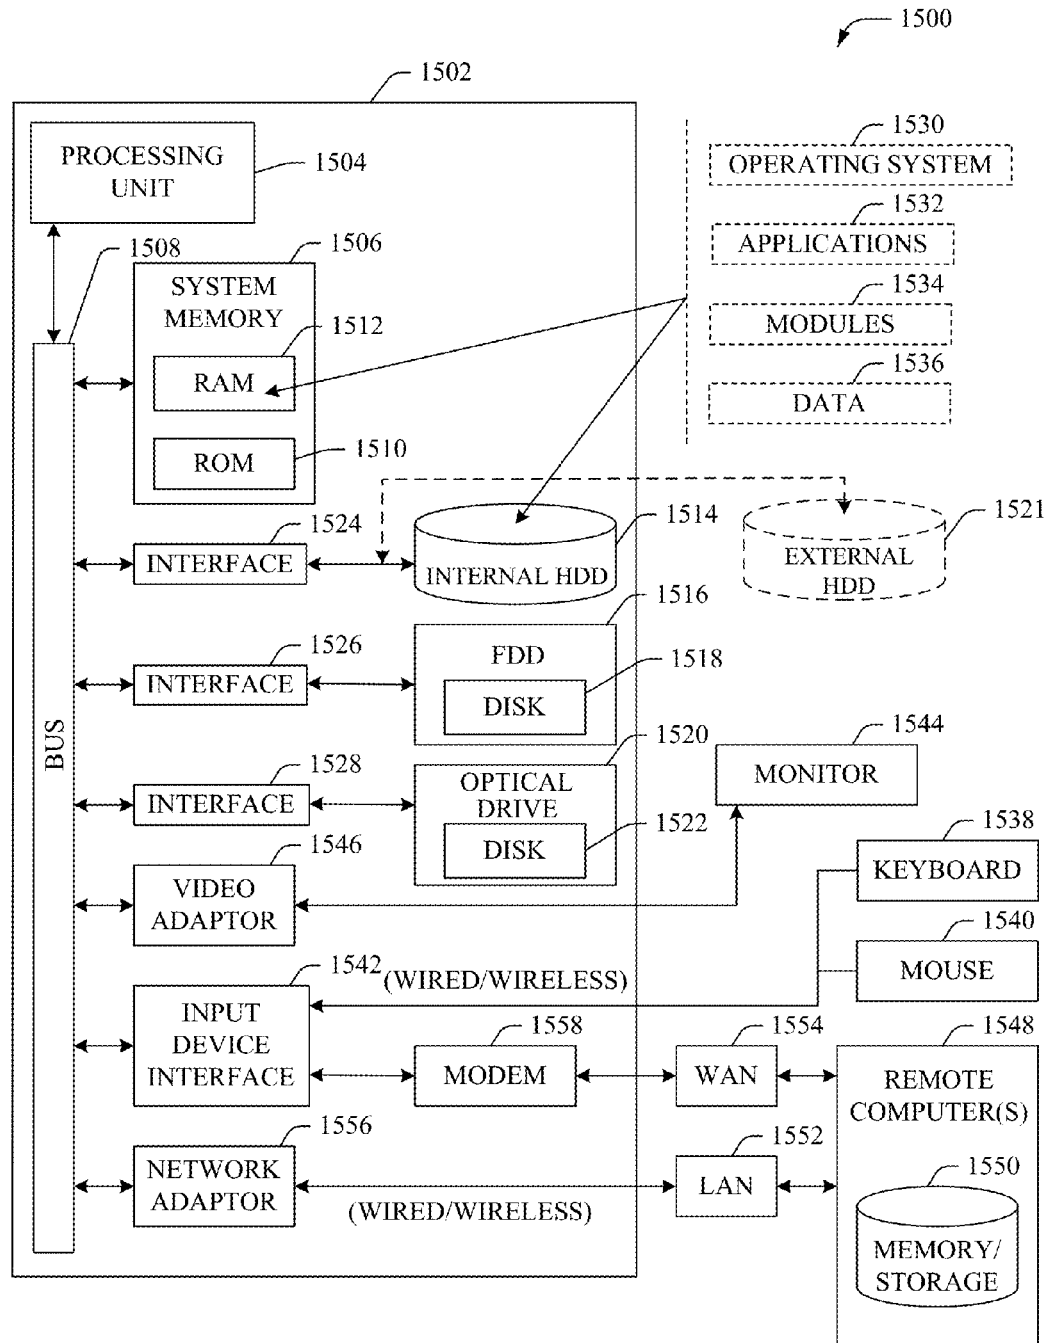 1500
1502
PROCESSING
UNIT
1504
1530
OPERATING SYSTEM
1508
1506
1532
APPLICATIONS
SYSTEM
MEMORY
1512
1534
MODULES
RAM
1536
DATA
ROM
1510
1524
INTERFACE
INTERNAL HDD
1514
EXTERNAL
HDD
1521
1516
1526
INTERFACE
FDD
1518
DISK
BUS
1528
INTERFACE
1520
OPTICAL
DRIVE
1522
DISK
1544
MONITOR
1546
VIDEO
ADAPTOR
1538
KEYBOARD
1540
MOUSE
1542
(WIRED/WIRELESS)
INPUT
DEVICE
INTERFACE
1558
MODEM
1554
WAN
1548
REMOTE
COMPUTER(S)
1556
NETWORK
ADAPTOR
(WIRED/WIRELESS)
1552
LAN
1550
MEMORY/
STORAGE